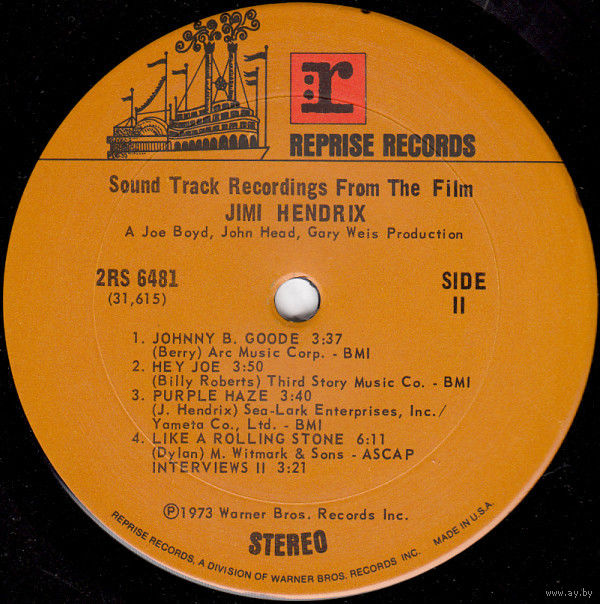 r
REPRISE RECORDS
Sound Track Recordings From The Film
JIMI HENDRIX
A Joe Boyd, John Head, Gary Weis Production
2RS 6481
(31,615)
SIDE
II
1. JOHNNY B. GOODE 3:37
(Berry) Arc Music Corp. - BMI
2. HEY JOE 3:50
(Billy Roberts) Third Story Music Co. - BMI
3. PURPLE HAZE 3:40
(J. Hendrix) Sea-Lark Enterprises, Inc./
Yameta Co., Ltd. - BMI
4. LIKE A ROLLING STONE 6:11
(Dylan) M. Witmark & Sons - ASCAP
INTERVIEWS II 3:21
Ⓟ1973 Warner Bros. Records Inc.
STEREO
REPRISE RECORDS, A DIVISION OF WARNER BROS. RECORDS INC. MADE IN U.S.A.
www.ay.by